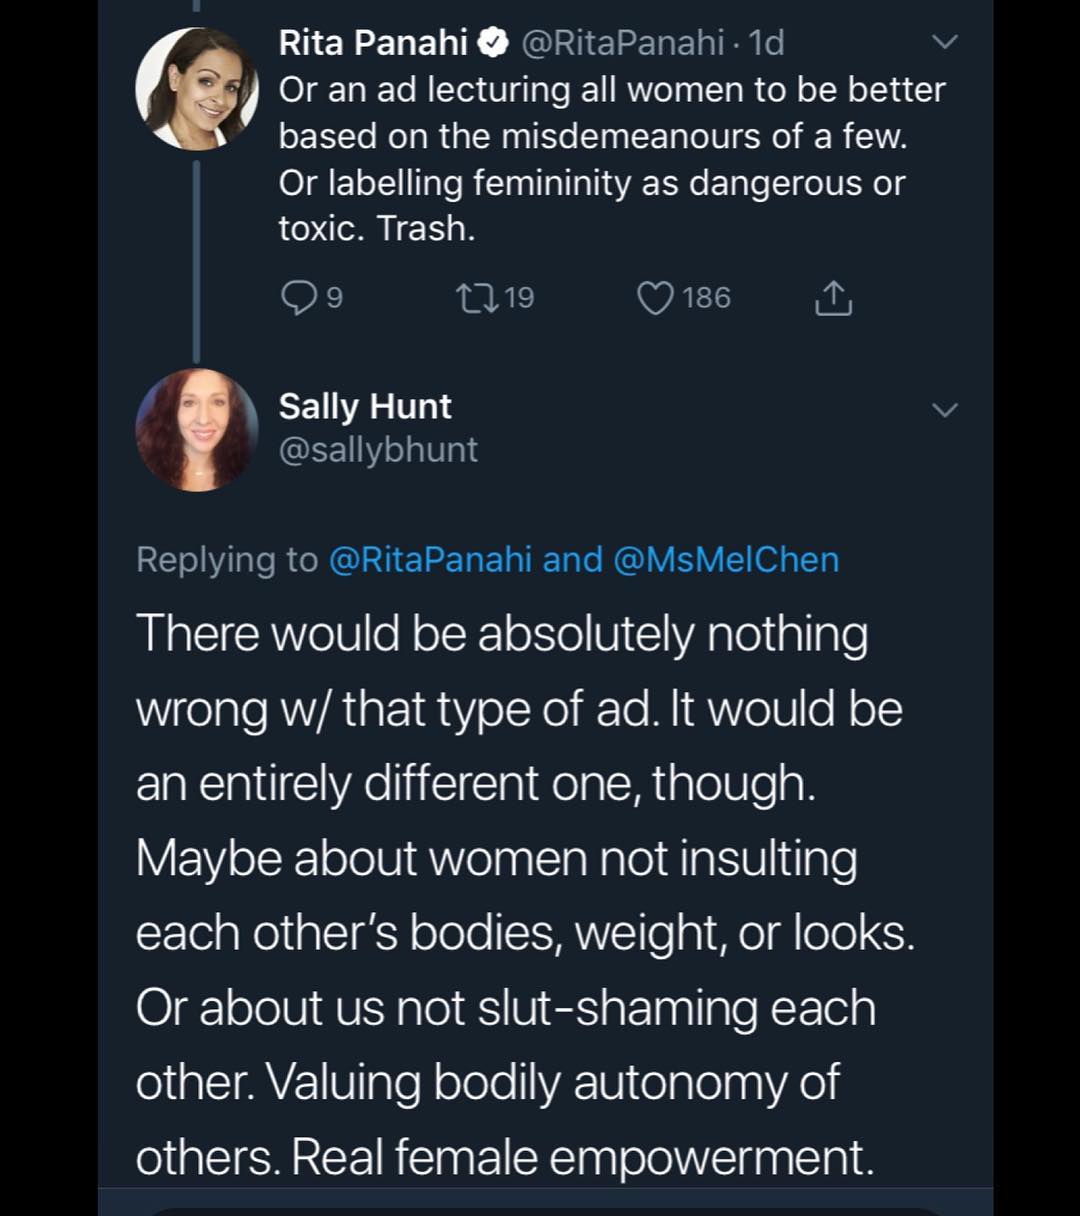 Rita Panahi @RitaPanahi · 1d
Or an ad lecturing all women to be better
based on the misdemeanours of a few.
Or labelling femininity as dangerous or
toxic. Trash.
9 19 186
Sally Hunt
@sallybhunt
Replying to @RitaPanahi and @MsMelChen
There would be absolutely nothing
wrong w/ that type of ad. It would be
an entirely different one, though.
Maybe about women not insulting
each other's bodies, weight, or looks.
Or about us not slut-shaming each
other. Valuing bodily autonomy of
others. Real female empowerment.